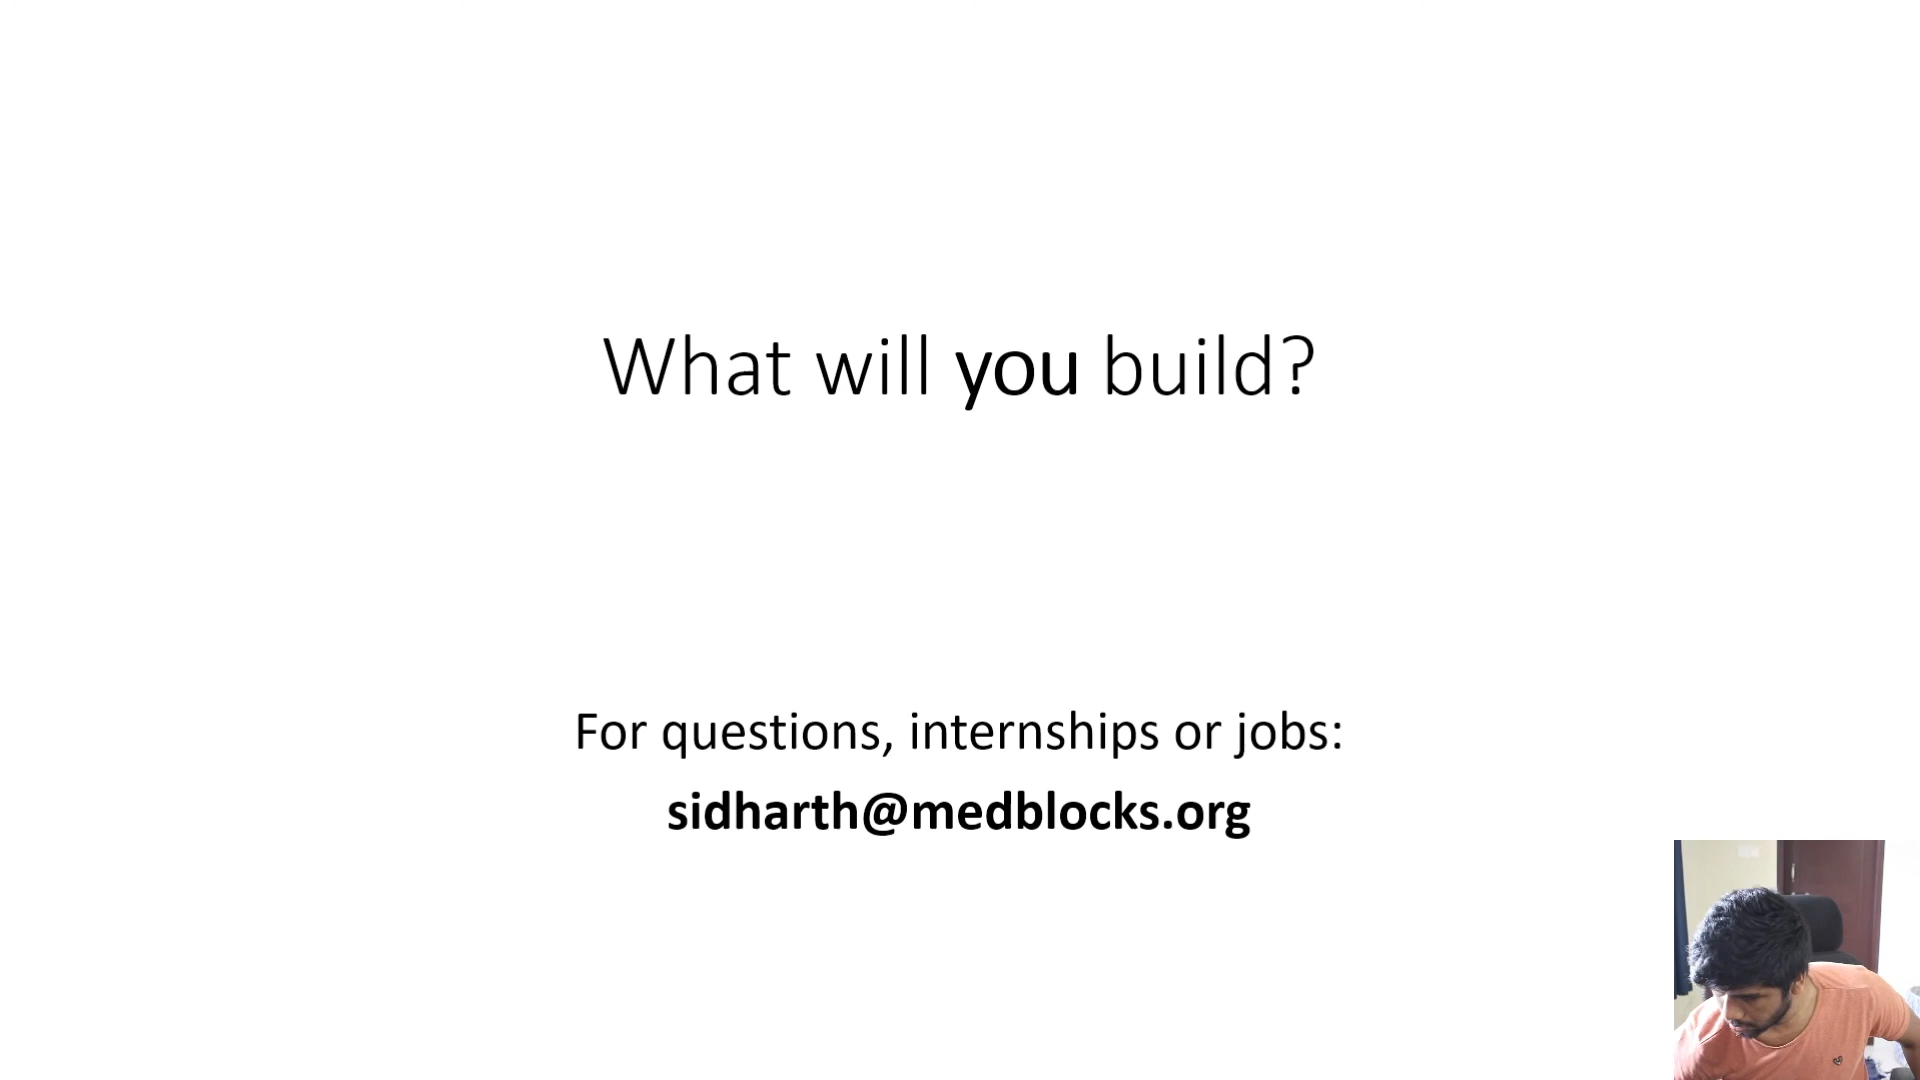 What will you build?
For questions, internships or jobs:
sidharth@medblocks.org